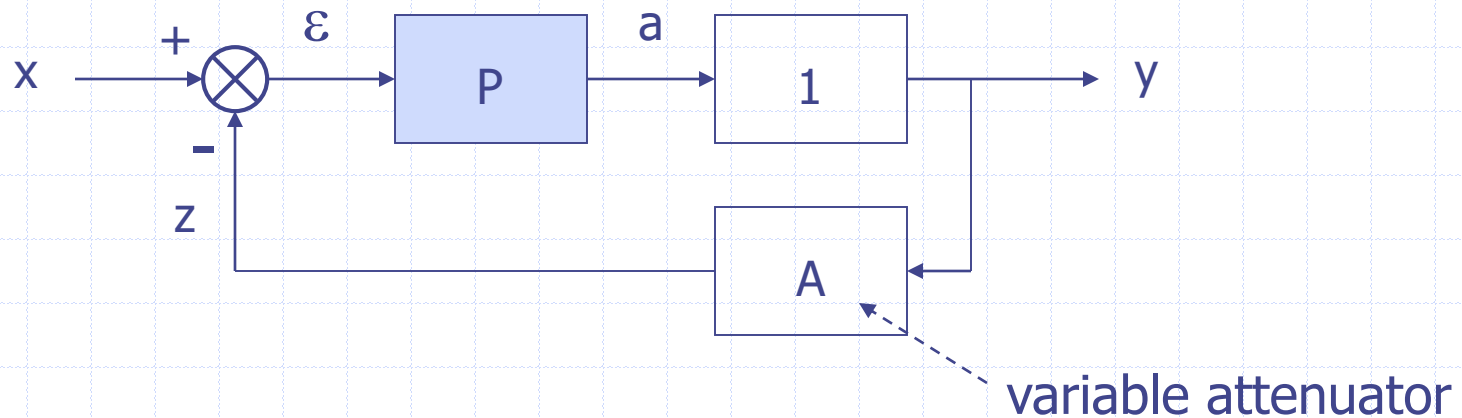 + ε a
x P 1 y
-
z
A
variable attenuator